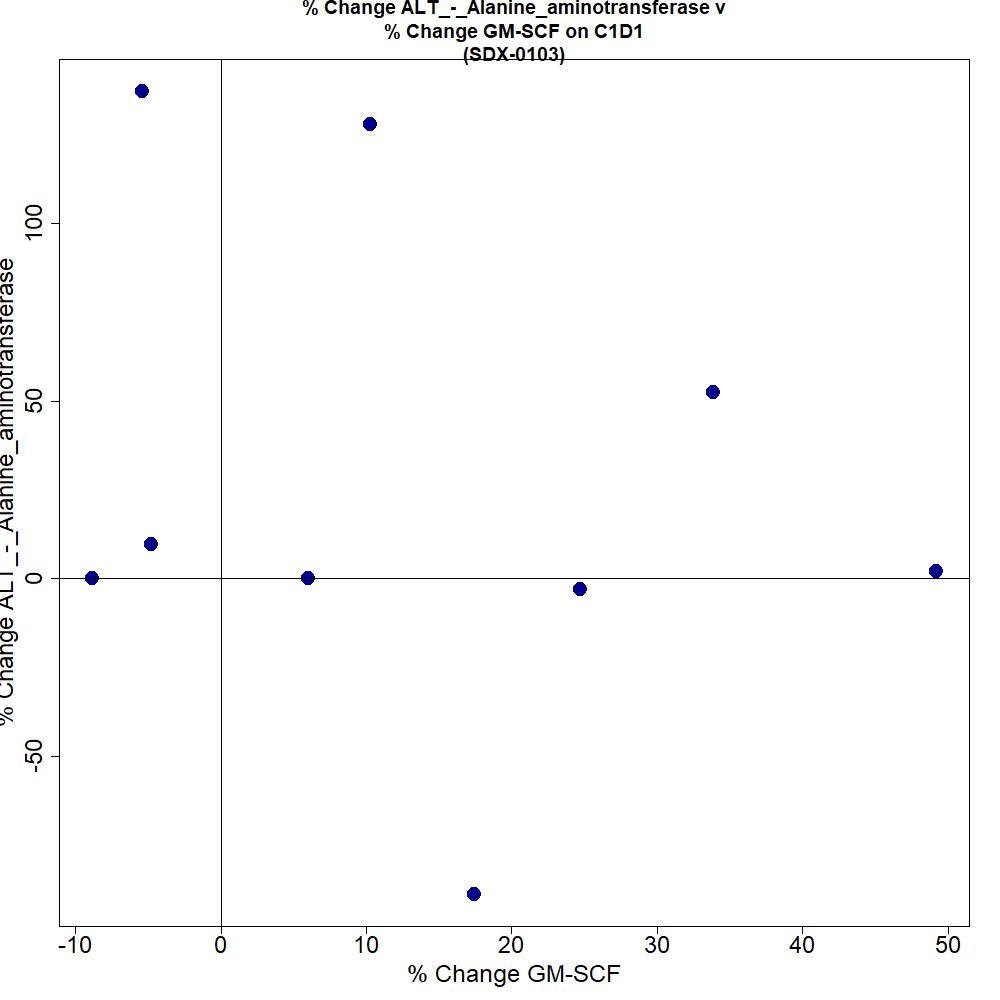 % Change ALT_-_Alanine_aminotransferase v
% Change GM-SCF on C1D1
(SDX-0103)
% Change ALT_-_Alanine_aminotransferase
100
50
0
-50
-10
0
10
20
30
40
50
% Change GM-SCF